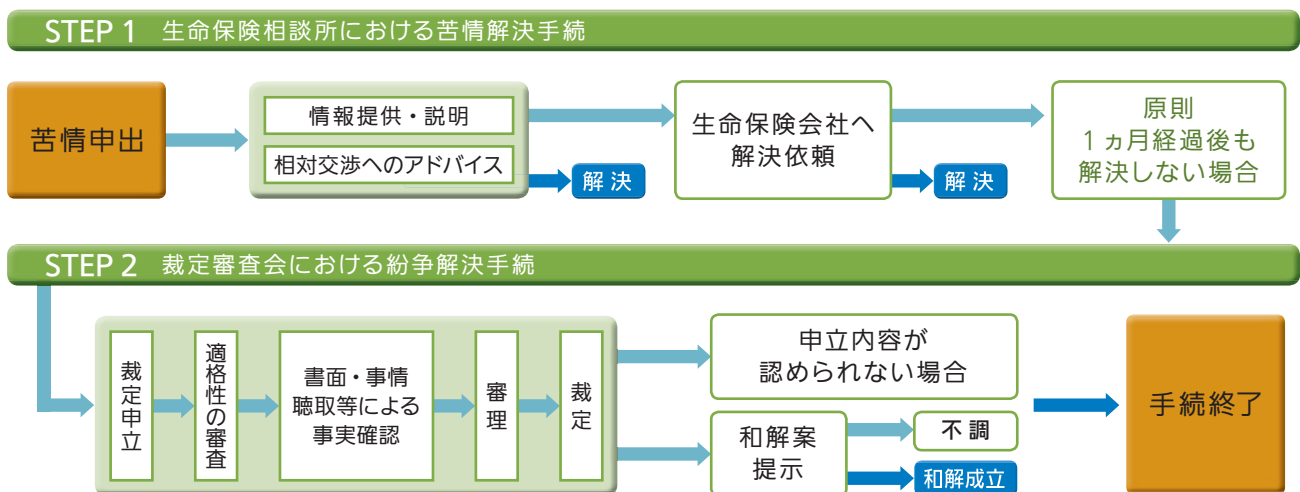 STEP 1 生命保険相談所における苦情解決手続
苦情申出
情報提供・説明
相対交渉へのアドバイス
解決
生命保険会社へ
解決依頼
解決
原則
1ヵ月経過後も
解決しない場合
STEP 2 裁定審査会における紛争解決手続
裁定申立
適格性の審査
書面・事情
聴取等による
事実確認
審理
裁定
申立内容が
認められない場合
和解案
提示
不調
和解成立
手続終了